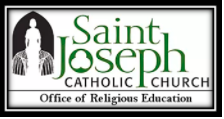 Saint
Joseph
CATHOLIC CHURCH
Office of Religious Education